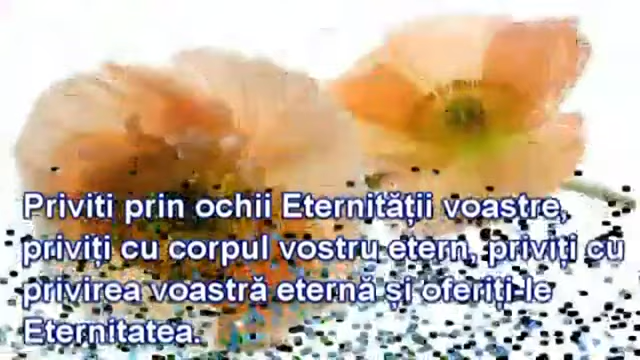 Priviti prin ochii Eternității voastre,
priviți cu corpul vostru etern, priviți cu
privirea voastră eternă și oferiți-le
Eternitatea.